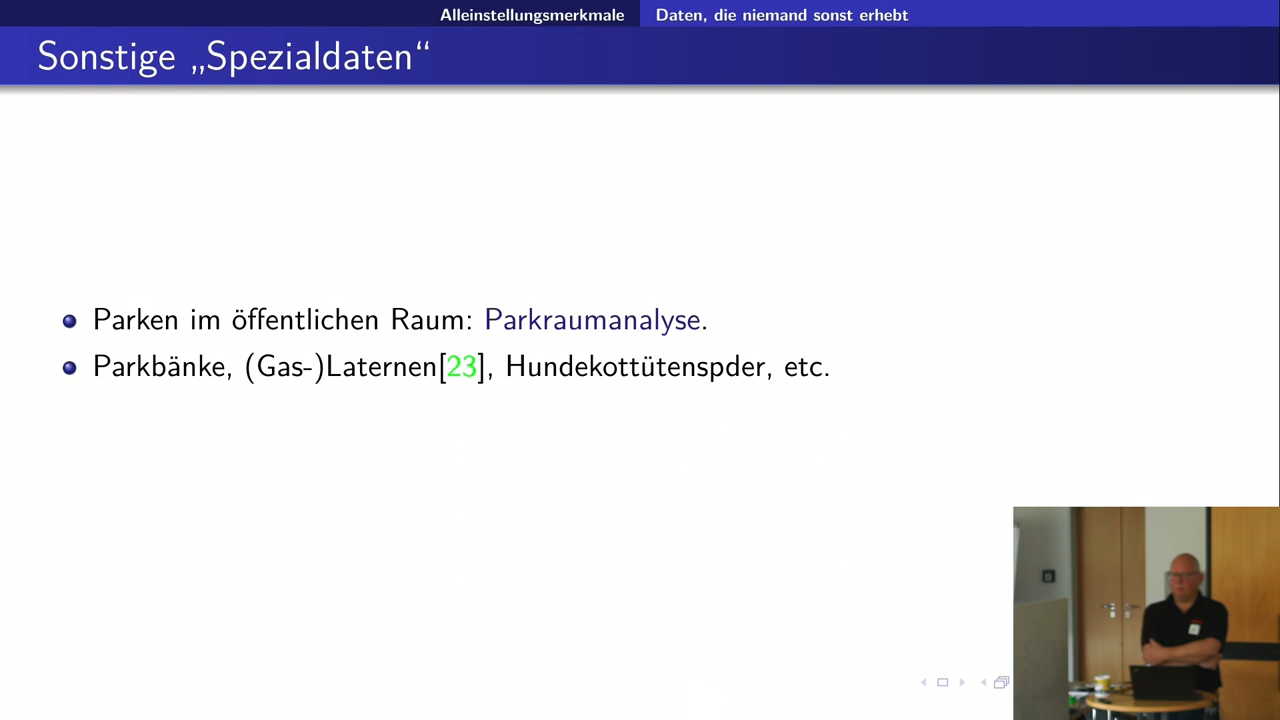 Alleinstellungsmerkmale Daten, die niemand sonst erhebt
Sonstige „Spezialdaten“
Parken im öffentlichen Raum: Parkraumanalyse.
Parkbänke, (Gas-)Laternen[23], Hundekottütenspder, etc.